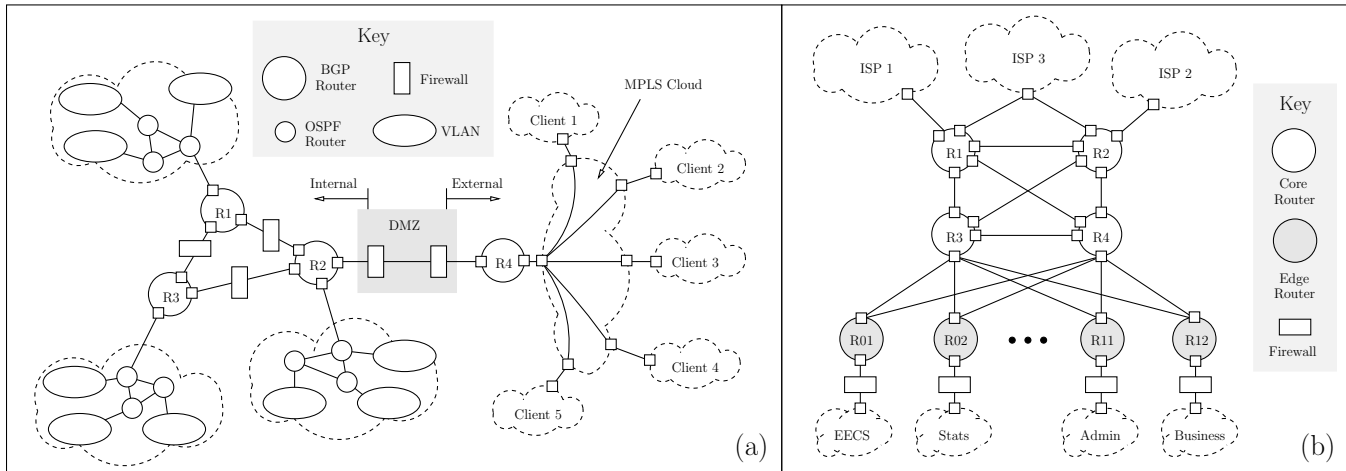 Key
BGP
Router
Firewall
OSPF
Router
VLAN
MPLS Cloud
Client 1
Client 2
Client 3
Client 4
Client 5
Internal
External
DMZ
R1
R2
R3
R4
(a)
ISP 1
ISP 3
ISP 2
R1
R2
R3
R4
R01
R02
R11
R12
EECS
Stats
Admin
Business
Key
Core
Router
Edge
Router
Firewall
(b)